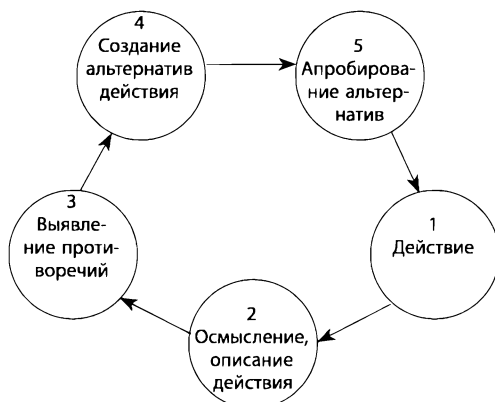 4
Создание
альтернатив
действия
5
Апробирова-
ние альтер-
натив
3
Выявле-
ние проти-
воречий
1
Действие
2
Осмысление,
описание
действия